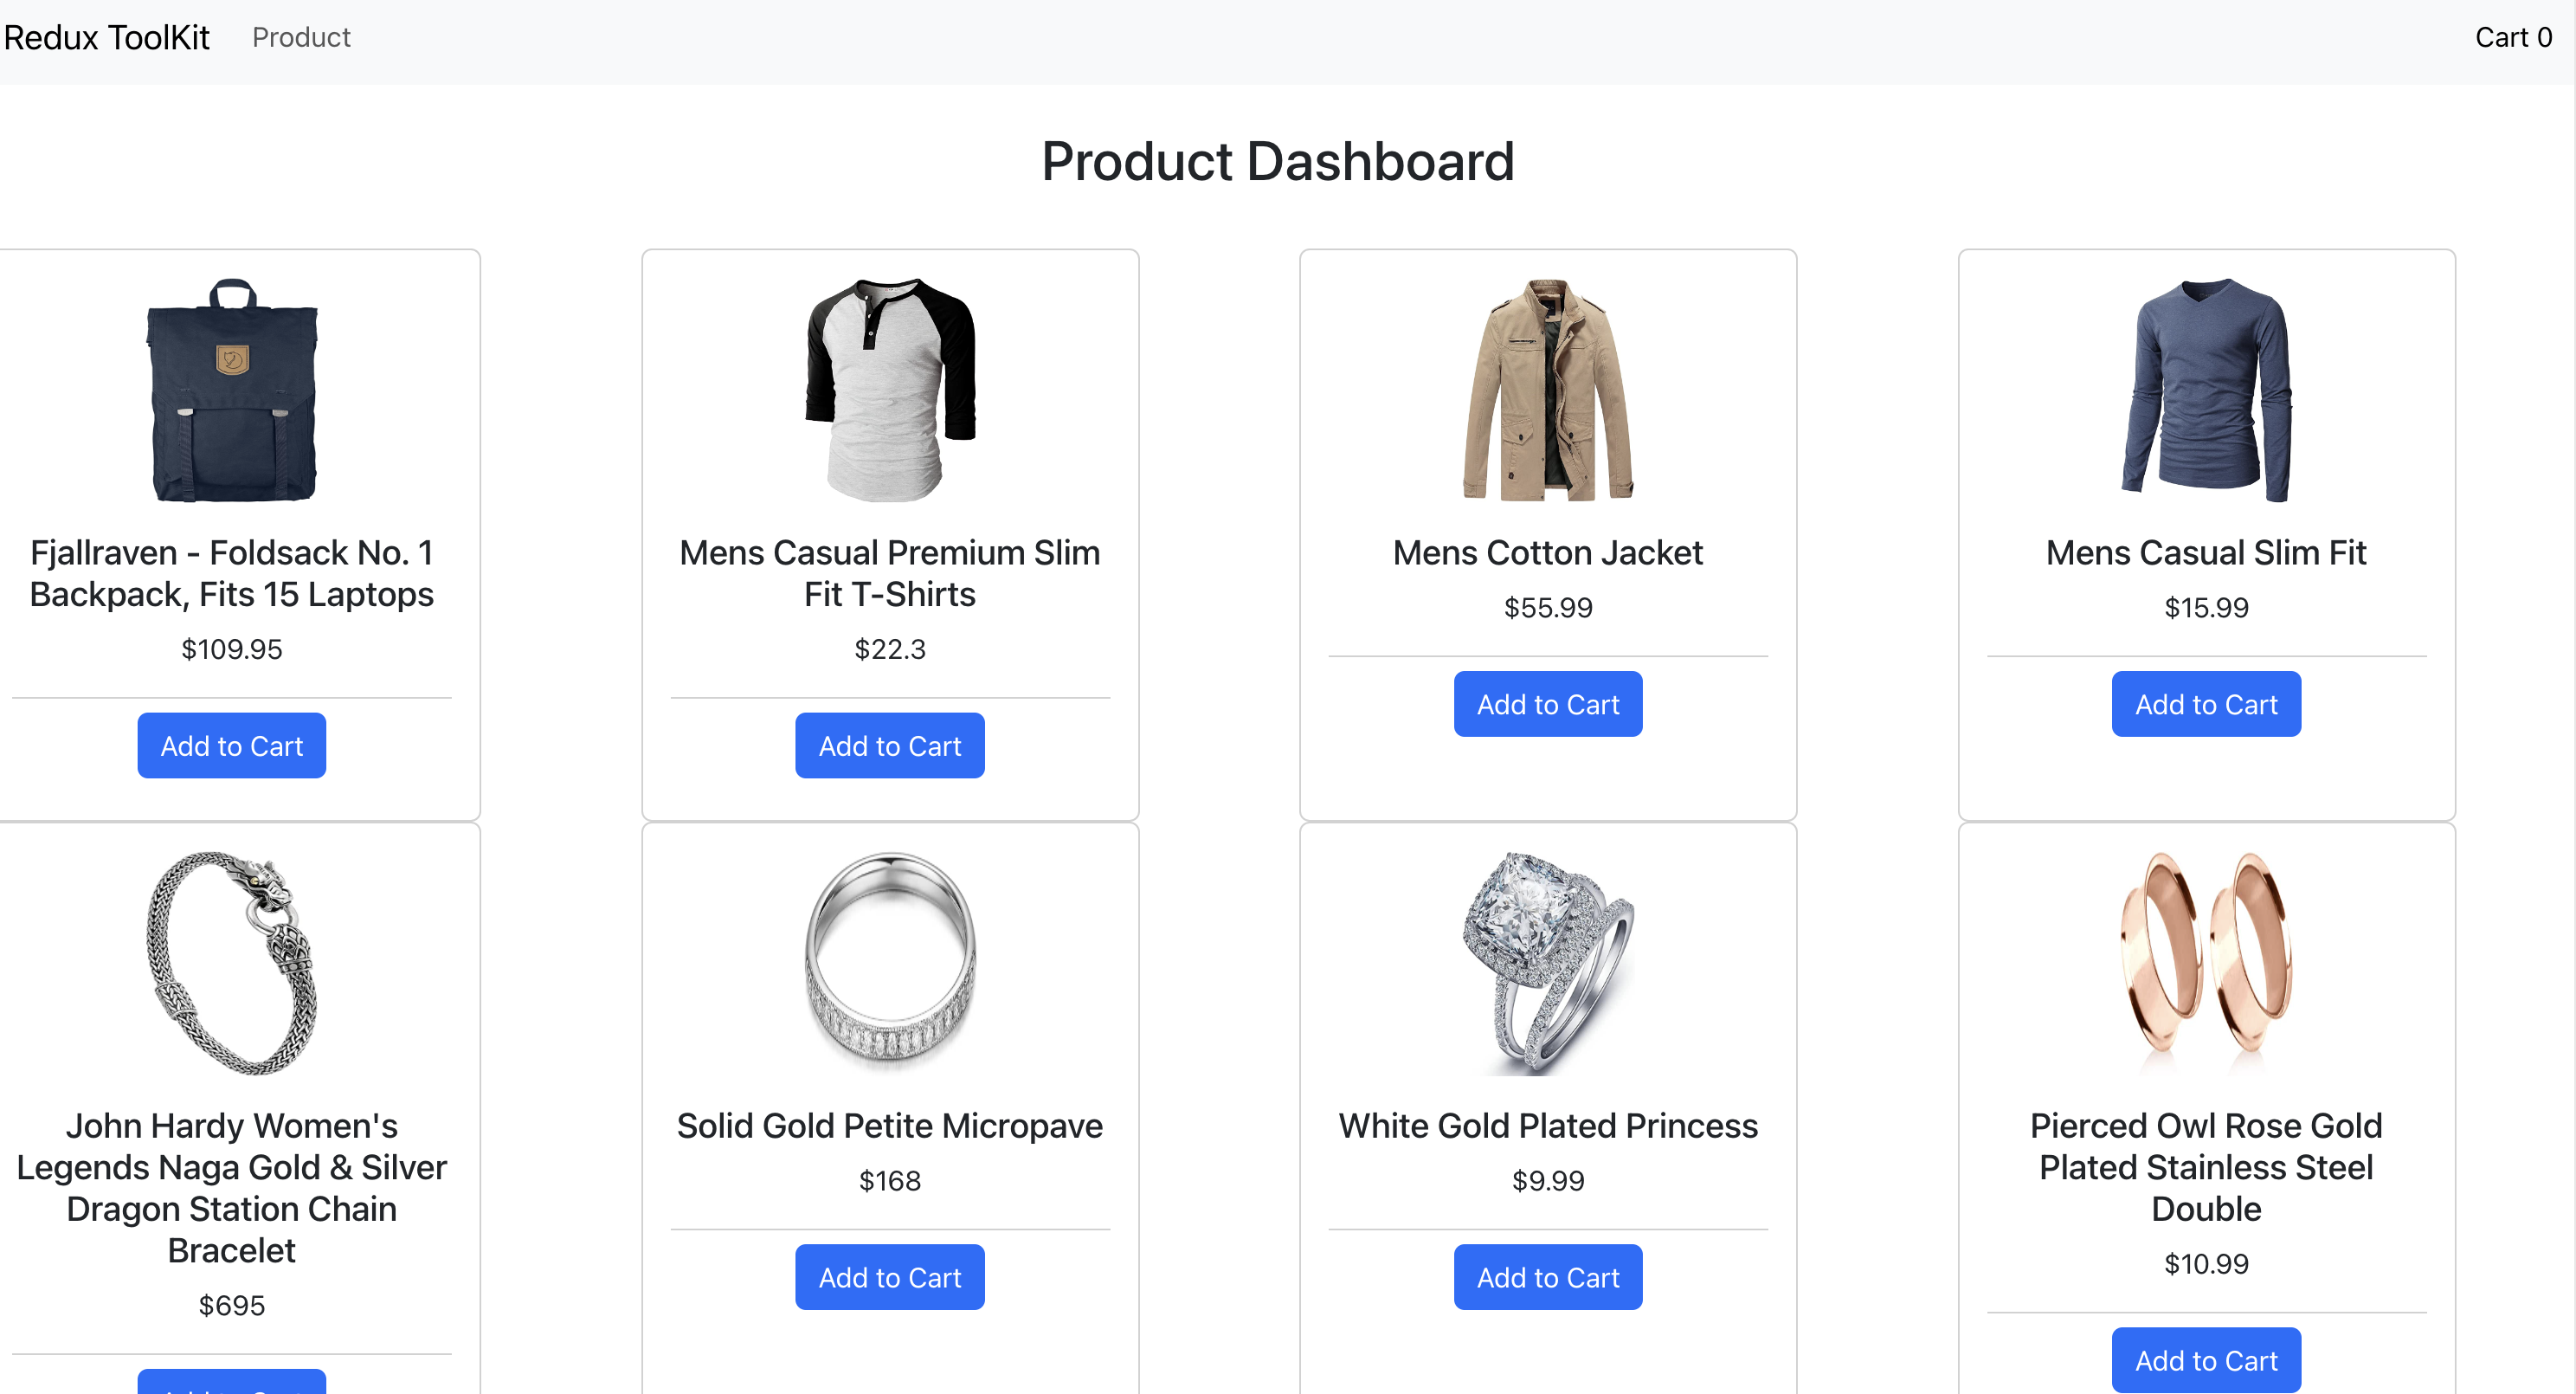 Redux ToolKit Product Cart 0
Product Dashboard
Fjallraven - Foldsack No. 1
Backpack, Fits 15 Laptops
$109.95
Add to Cart
Mens Casual Premium Slim
Fit T-Shirts
$22.3
Add to Cart
Mens Cotton Jacket
$55.99
Add to Cart
Mens Casual Slim Fit
$15.99
Add to Cart
John Hardy Women's
Legends Naga Gold & Silver
Dragon Station Chain
Bracelet
$695
Solid Gold Petite Micropave
$168
Add to Cart
White Gold Plated Princess
$9.99
Add to Cart
Pierced Owl Rose Gold
Plated Stainless Steel
Double
$10.99
Add to Cart